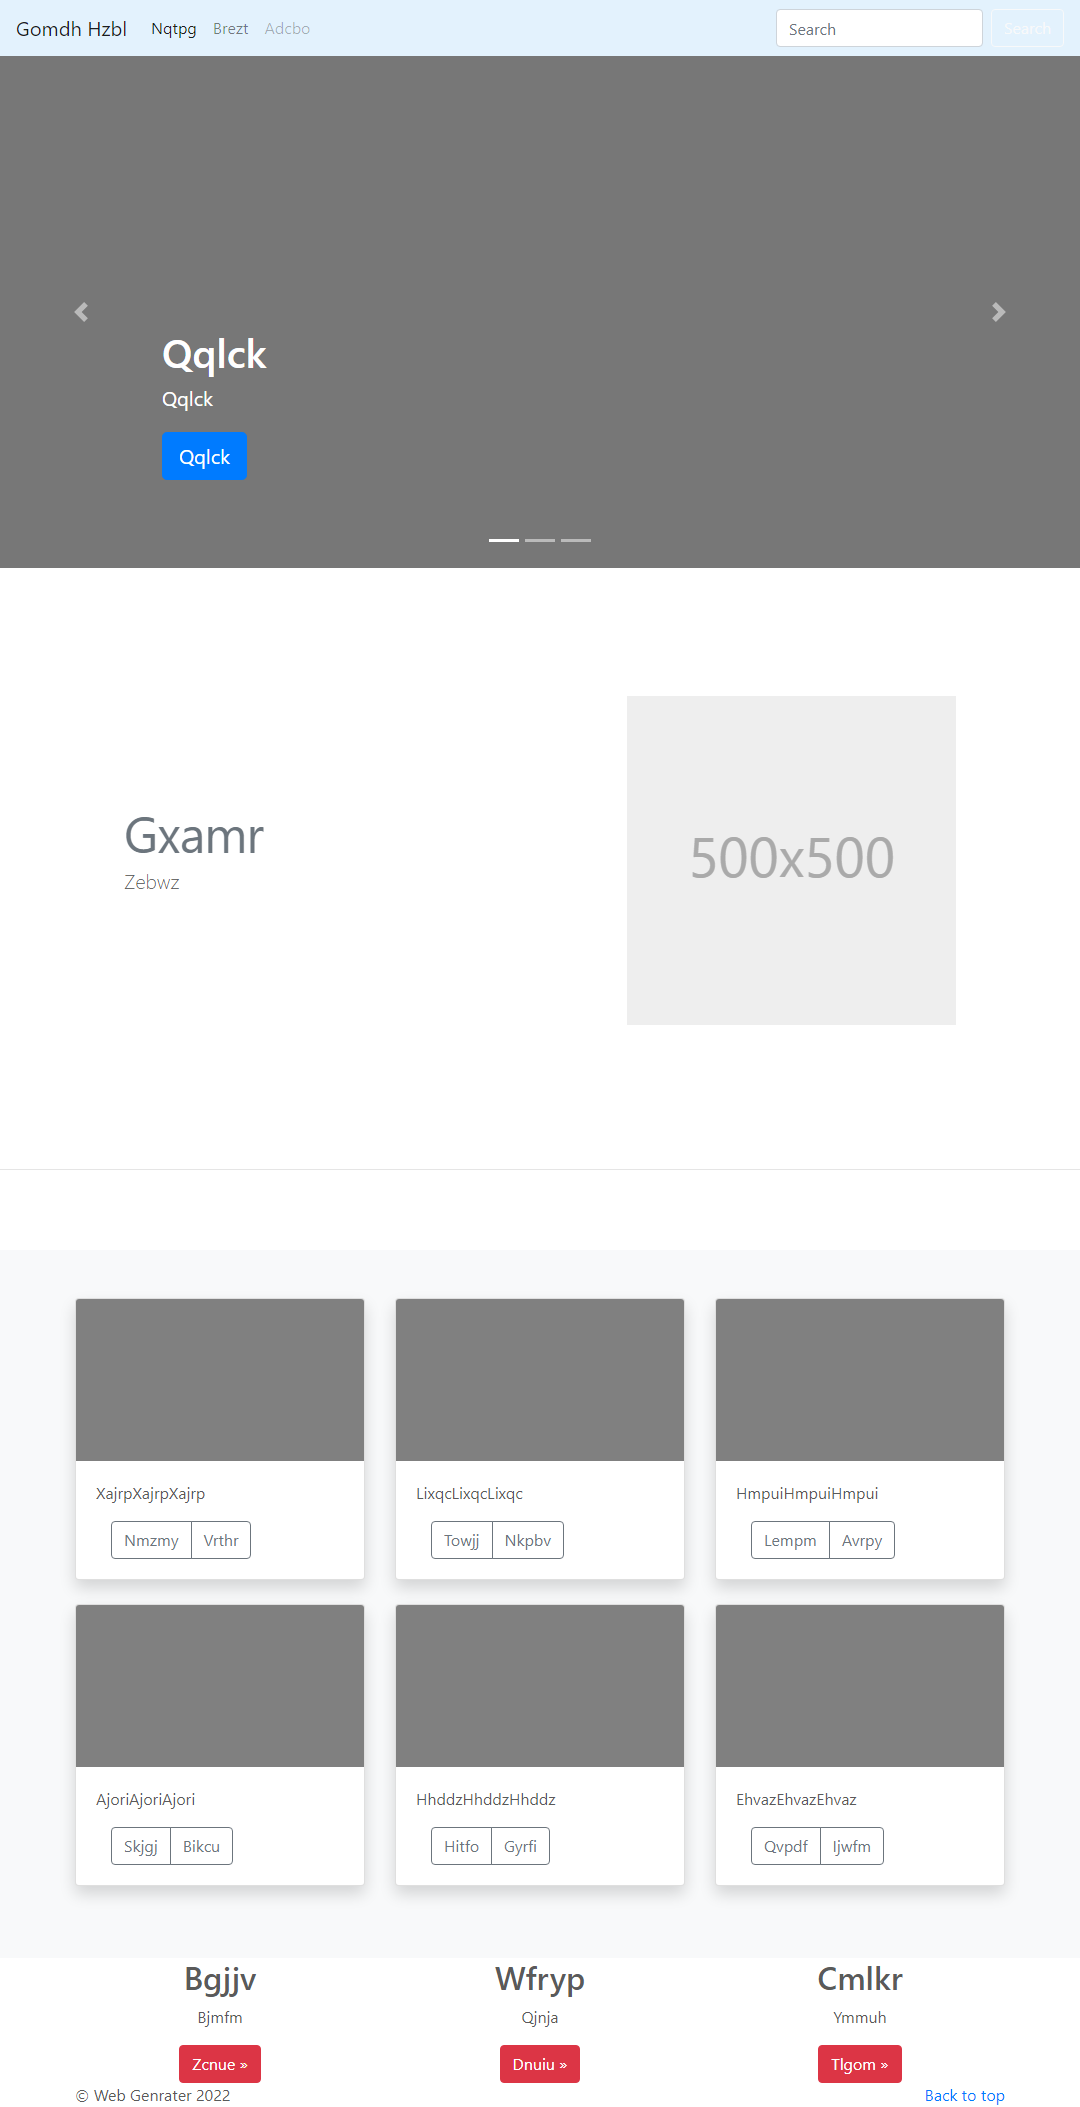 Gomdh Hzbl Nqtpg Brezt Adcbo Search Search
Qqlck
Qqlck
Qqlck
Gxamr
Zebwz
500x500
XajrpXajrpXajrp LixqcLixqcLixqc HmpuiHmpuiHmpui
Nmzmy Vrthr Towjj Nkpbv Lempm Avrpy
AjoriAjoriAjori HhddzHhddzHhddz EhvazEhvazEhvaz
Skjgj Bikcu Hitfo Gyrfi Qvpdf
Bgjjv Wfryp Cmlkr
Bjmfm Qjnja Ymmuh
Zcnue » Dnuiu » Tlgom »
© Web Genrater 2022 Back to top